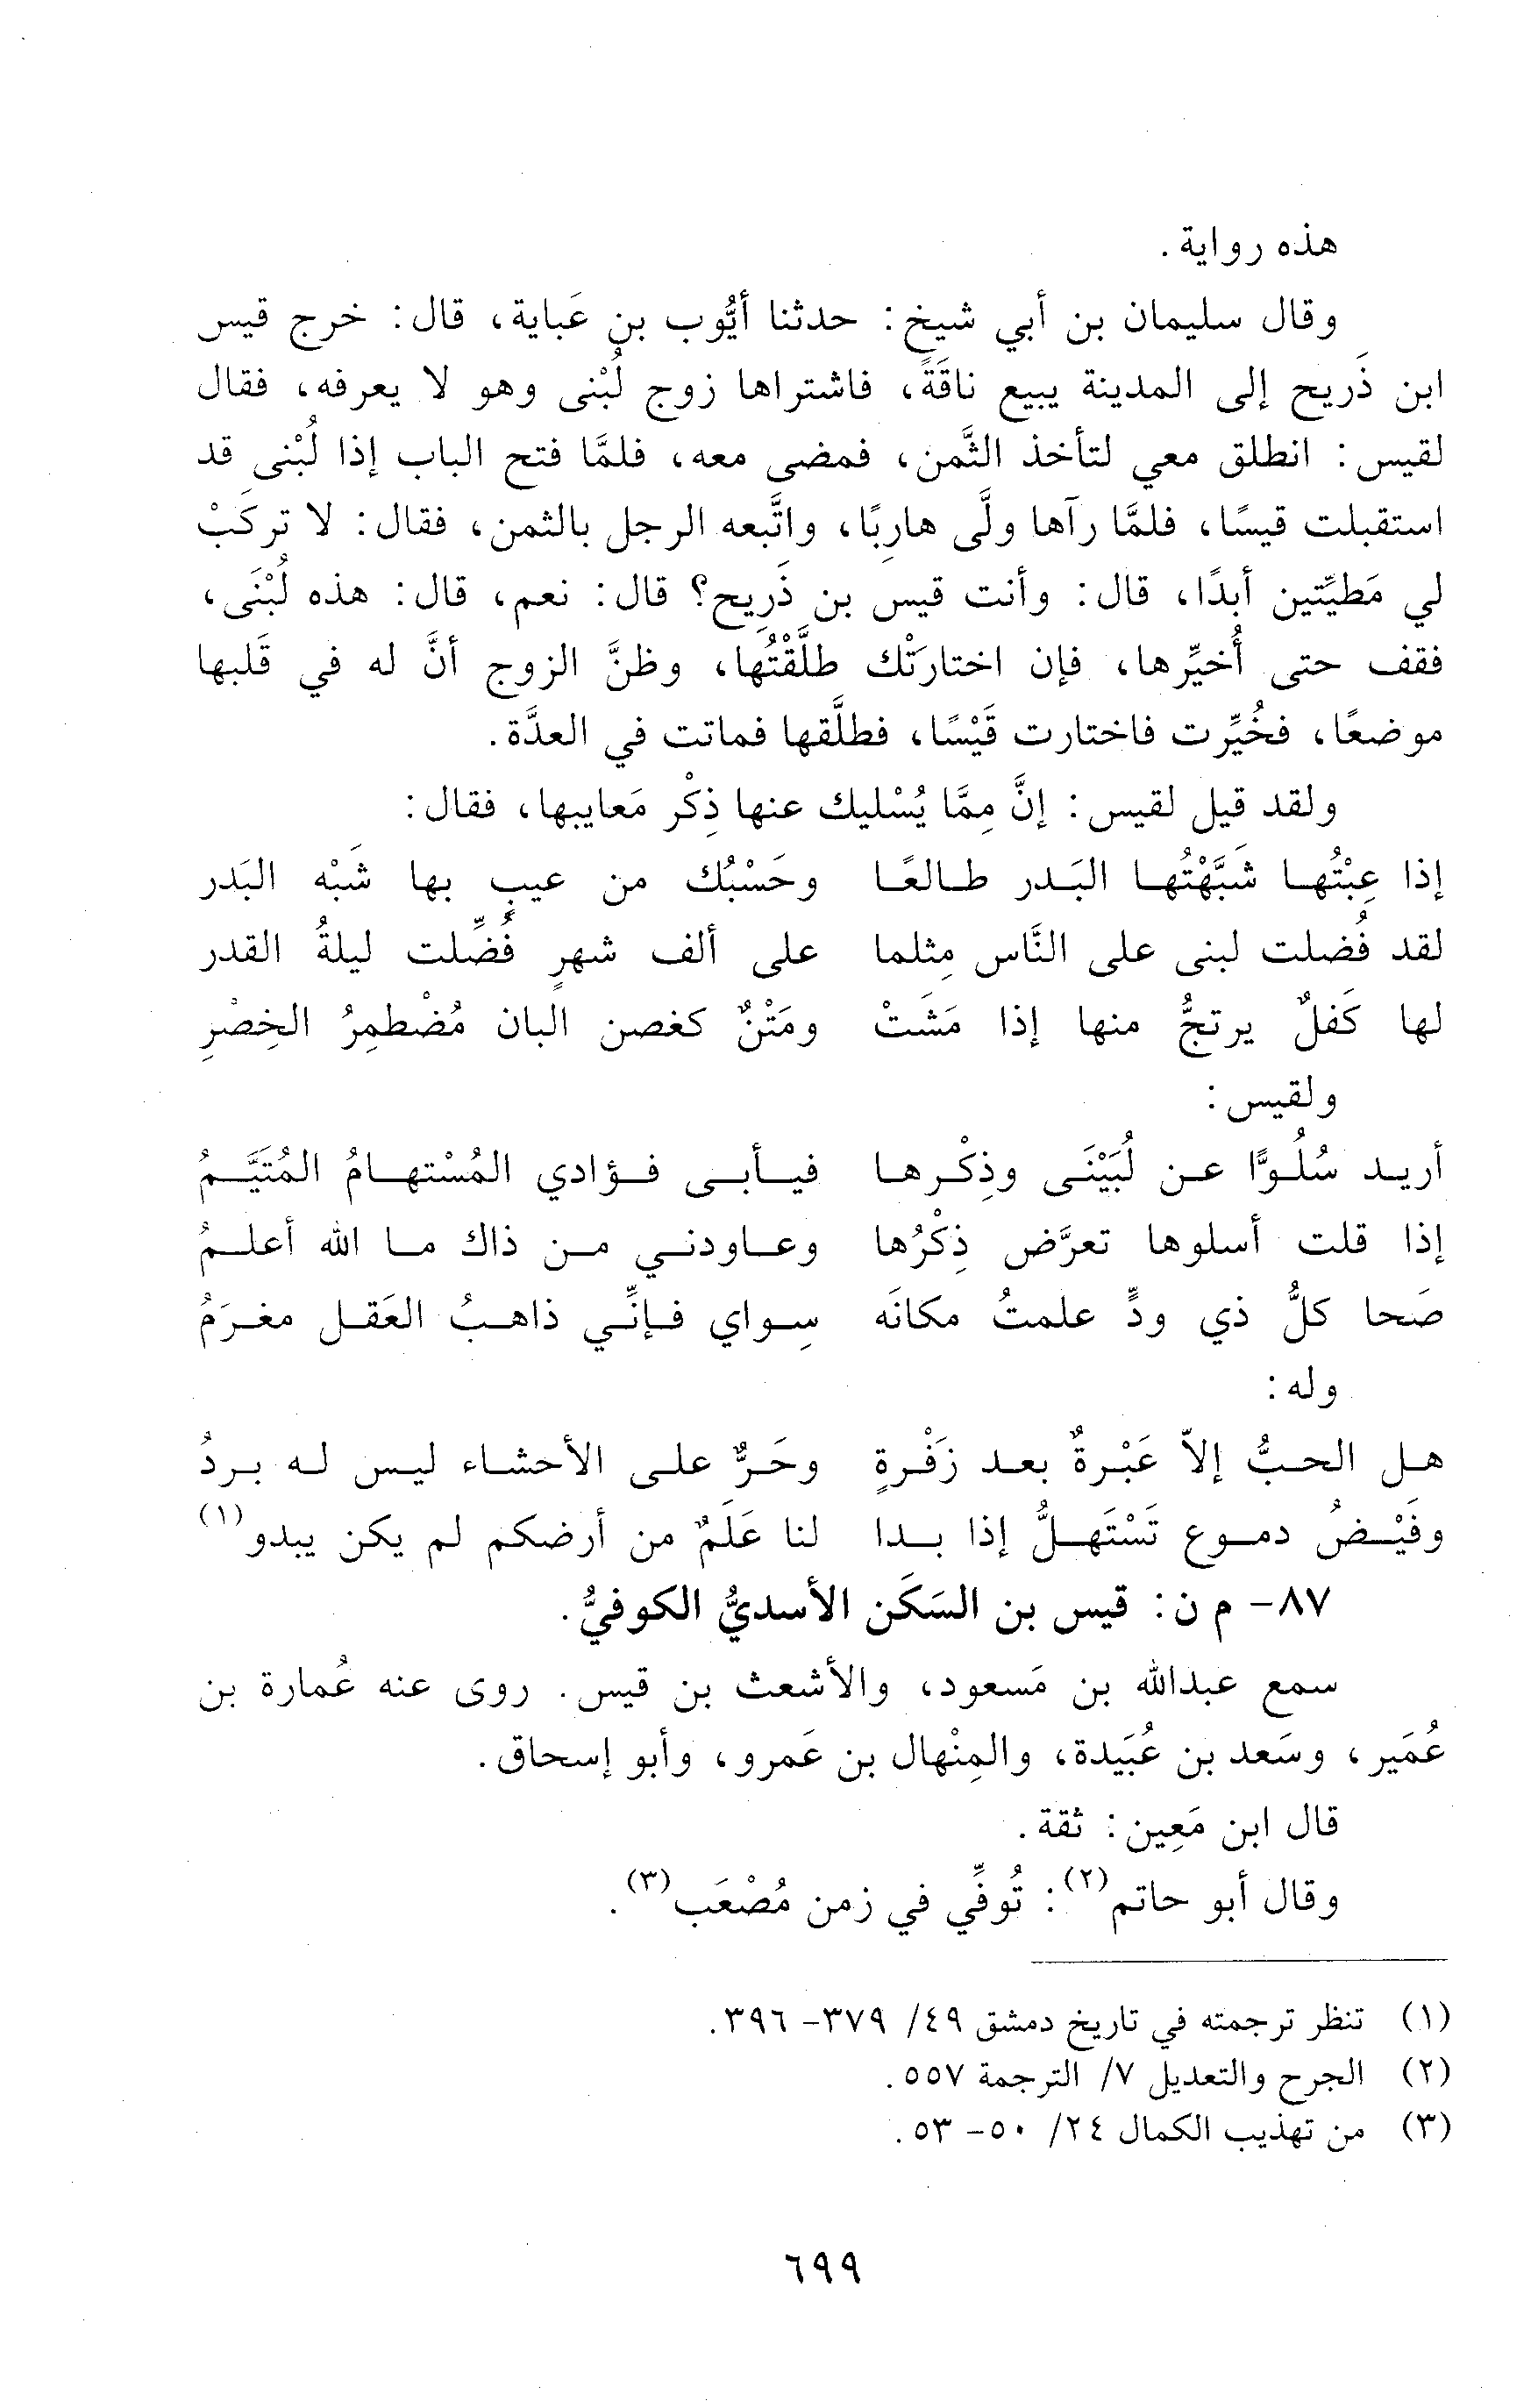 هذه رواية .
وقال سليمان بن أبي شيخ: حدثنا أيُّوب بن عَباية، قال: خرج قيس
ابن ذَريح إلى المدينة يبيع ناقَةً، فاشتراها زوج لُبْنى وهو لا يعرفه، فقال
لقيس: انطلق معي لتأخذ الثَّمن، فمضى معه، فلمَّا فتح الباب إذا لُبْنى قد
استقبلت قيسًا، فلمَّا رآها ولَّى هارِبًا، واتَّبعه الرجل بالثمن، فقال: لا تركَبْ
لي مَطيِّتين أبدًا، قال: وأنت قيس بن ذَرِيح؟ قال: نعم، قال: هذه لُبْنَى،
فقف حتى أُخيِّرها، فإن اختارَتْك طلَّقْتُها، وظنَّ الزوج أنَّ له في قَلبها
موضعًا، فخُيِّرت فاختارت قَيْسًا، فطلَّقها فماتت في العدَّة.
ولقد قيل لقيس: إنَّ مِمَّا يُسْليك عنها ذِكْر مَعايبها، فقال:
إذا عِبْتُها شَبَّهْتُها البَدر طالعًا وحَسْبُك من عيبٍ بها شَبْه البَدر
لقد فُضلت لبنى على النَّاس مِثلما على ألف شهرٍ فُضِّلت ليلةُ القدر
لها كَفلٌ يرتجُّ منها إذا مَشَتْ ومَتْنٌ كغصن البان مُضْطمِرُ الخِصْرِ
ولقيس:
أريد سُلُوًّا عن لُبَيْنَى وذِكْرها فيأبى فؤادي المُسْتهامُ المُتَيَّمُ
إذا قلت أسلوها تعرَّض ذِكْرُها وعاودني من ذاك ما الله أعلمُ
صَحا كلُّ ذي ودٍّ علمتُ مكانَه سِواي فإنِّي ذاهبُ العَقل مغرَمُ
وله:
هل الحبُّ إلاّ عَبْرةٌ بعد زَفْرةٍ وحَرٌّ على الأحشاء ليس له بردُ
وفَيْضُ دموع تَسْتَهلُّ إذا بدا لنا عَلَمٌ من أرضكم لم يكن يبدو(١)
٨٧- م ن: قيس بن السَكَن الأسديُّ الكوفيُّ.
سمع عبدالله بن مَسعود، والأشعث بن قيس. روى عنه عُمارة بن
عُمَير، وسَعد بن عُبَيدة، والمِنْهال بن عَمرو، وأبو إسحاق.
قال ابن مَعِين: ثقة.
وقال أبو حاتم(٢): تُوفِّي في زمن مُصْعَب(٣).
(١) تنظر ترجمته في تاريخ دمشق ٤٩/ ٣٧٩- ٣٩٦.
(٢) الجرح والتعديل ٧/ الترجمة ٥٥٧.
(٣) من تهذيب الكمال ٢٤/ ٥٠- ٥٣.
٦٩٩